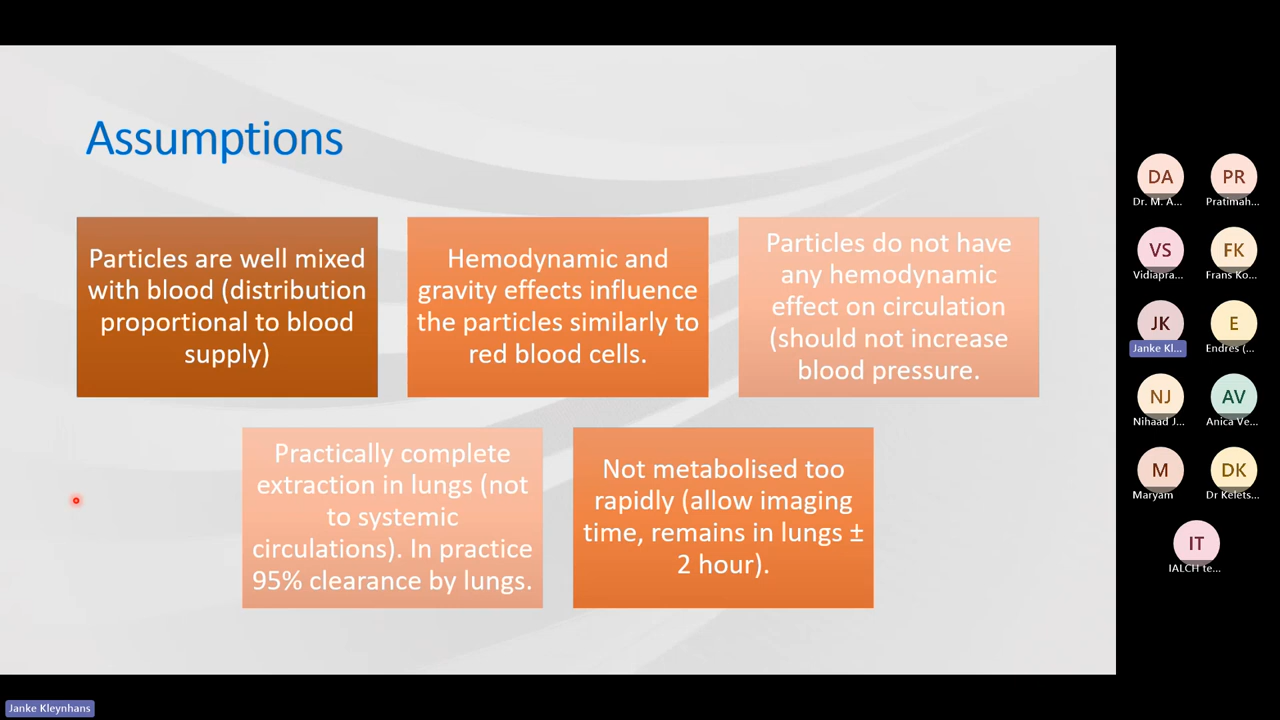 Assumptions
Particles are well mixed
with blood (distribution
proportional to blood
supply)
Hemodynamic and
gravity effects influence
the particles similarly to
red blood cells.
Particles do not have
any hemodynamic
effect on circulation
(should not increase
blood pressure.
Practically complete
extraction in lungs (not
to systemic
circulations). In practice
95% clearance by lungs.
Not metabolised too
rapidly (allow imaging
time, remains in lungs ±
2 hour).
DA
Dr. M. A...
PR
Pratimah...
VS
Vidiapra...
FK
Frans Ko...
JK
Janke Kl...
E
Endres (...
NJ
Nihaad J...
AV
Anica Ve...
M
Maryam
DK
Dr Kelets...
IT
IALCH te...
Janke Kleynhans